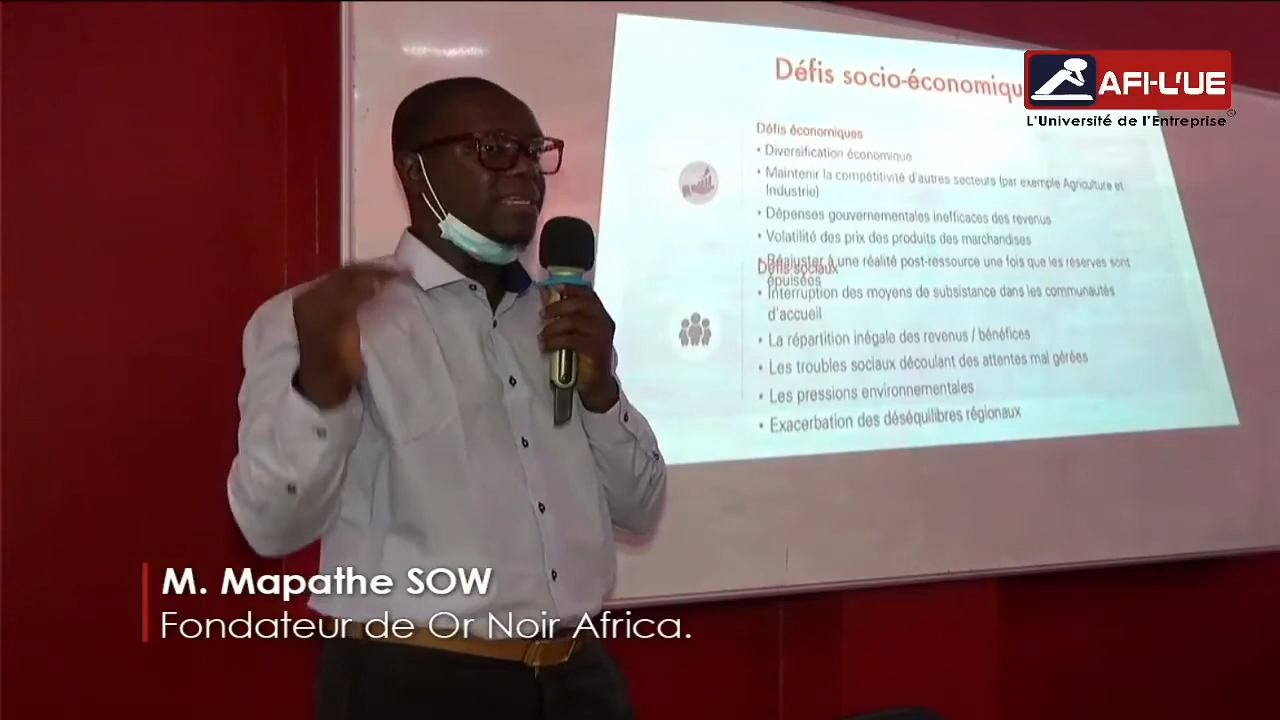 Défis socio-économiqu
AFI-L'UE
L'Université de l'Entreprise
Défis économiques
• Diversification économique
• Maintenir la compétitivité d'autres secteurs (par exemple Agriculture et
Industrie)
• Dépenses gouvernementales inefficaces des revenus
• Volatilité des prix des produits des marchandises
• Réajuster à une réalité post-ressource une fois que les réserves sont
épuisées
Défis sociaux
• Interruption des moyens de subsistance dans les communautés
d'accueil
• La répartition inégale des revenus / bénéfices
• Les troubles sociaux découlant des attentes mal gérées
• Les pressions environnementales
• Exacerbation des déséquilibres régionaux
M. Mapathe SOW
Fondateur de Or Noir Africa.